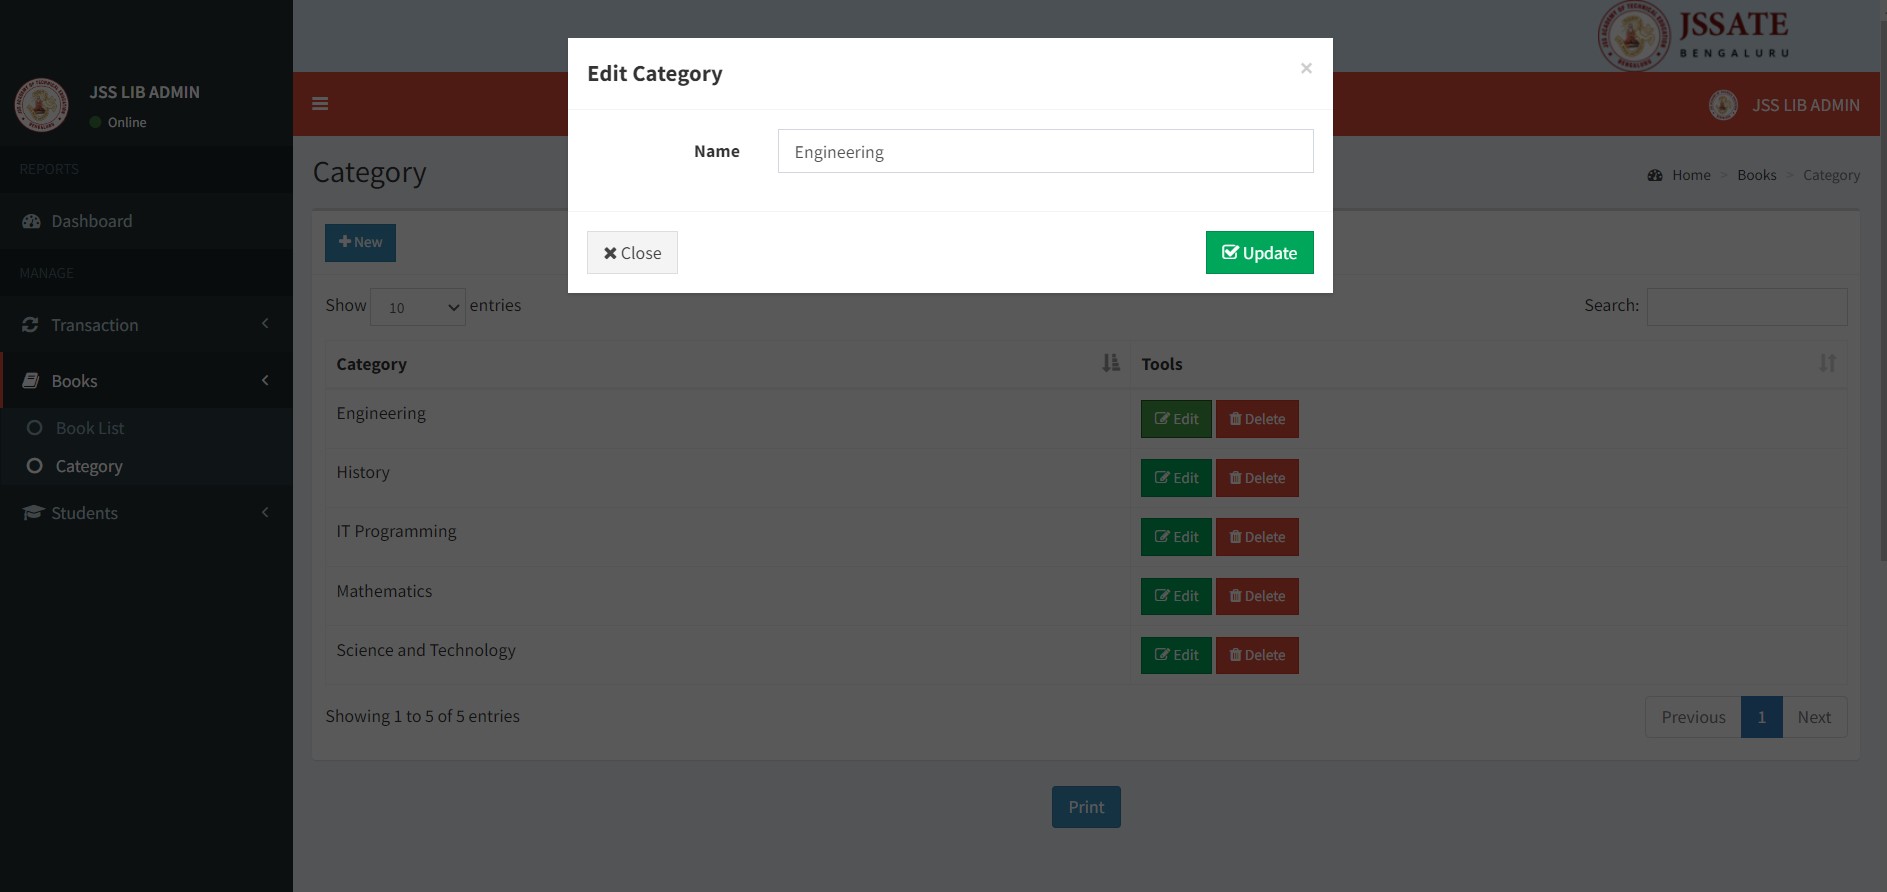 JSSATE
BENGALURU
JSS LIB ADMIN
Online
JSS LIB ADMIN
REPORTS
Dashboard
MANAGE
Transaction
Books
Book List
Category
Students
Edit Category
×
Name
Engineering
Close
Update
Category
Home > Books > Category
New
Show 10 entries
Search:
Category
Tools
Engineering
Edit
Delete
History
Edit
Delete
IT Programming
Edit
Delete
Mathematics
Edit
Delete
Science and Technology
Edit
Delete
Showing 1 to 5 of 5 entries
Previous
1
Next
Print